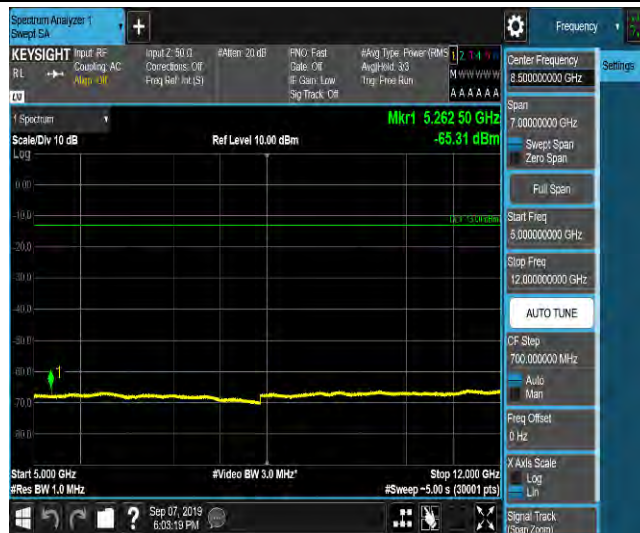 Spectrum Analyzer 1
Swept SA
+
Frequency
KEYSIGHT
RL
Input: RF
Coupling: AC
Align: Off
Input Z: 50 Ω
Corrections: Off
Freq Ref: Int (S)
#Atten: 20 dB
PNO: Fast
Gate: Off
IF Gain: Low
Sig Track: Off
#Avg Type: Power (RMS
Avg|Hold: 3/3
Trig: Free Run
M W W W W W
A A A A A A
1 Spectrum
Scale/Div 10 dB
Log
Ref Level 10.00 dBm
Mkr1 5.262 50 GHz
-65.31 dBm
0.00
-10.0
-20.0
-30.0
-40.0
-50.0
-60.0
-70.0
-80.0
DL1 -13.00 dBm
1
Start 5.000 GHz
#Res BW 1.0 MHz
#Video BW 3.0 MHz*
Stop 12.000 GHz
#Sweep ~5.00 s (30001 pts)
Sep 07, 2019
6:03:19 PM
?
Center Frequency
8.500000000 GHz
Settings
Span
7.00000000 GHz
Swept Span
Zero Span
Full Span
Start Freq
5.000000000 GHz
Stop Freq
12.000000000 GHz
AUTO TUNE
CF Step
700.000000 MHz
Auto
Man
Freq Offset
0 Hz
X Axis Scale
Log
Lin
Signal Track
(Span Zoom)